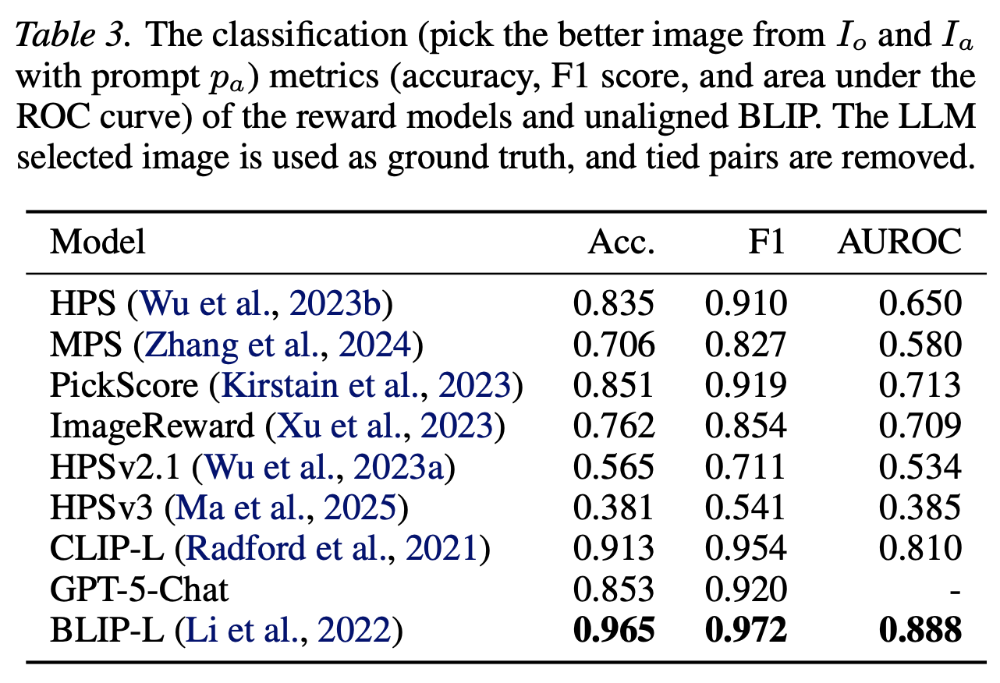 Table 3. The classification (pick the better image from Iₒ and Iₐ
with prompt pₐ) metrics (accuracy, F1 score, and area under the
ROC curve) of the reward models and unaligned BLIP. The LLM
selected image is used as ground truth, and tied pairs are removed.
Model Acc. F1 AUROC
HPS (Wu et al., 2023b) 0.835 0.910 0.650
MPS (Zhang et al., 2024) 0.706 0.827 0.580
PickScore (Kirstain et al., 2023) 0.851 0.919 0.713
ImageReward (Xu et al., 2023) 0.762 0.854 0.709
HPSv2.1 (Wu et al., 2023a) 0.565 0.711 0.534
HPSv3 (Ma et al., 2025) 0.381 0.541 0.385
CLIP-L (Radford et al., 2021) 0.913 0.954 0.810
GPT-5-Chat 0.853 0.920 -
BLIP-L (Li et al., 2022) 0.965 0.972 0.888